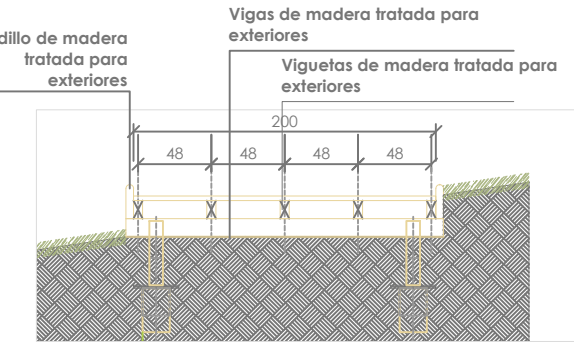 Vigas de madera tratada para
exteriores
dillo de madera
tratada para
exteriores
Viguetas de madera tratada para
exteriores
200
48 48 48 48